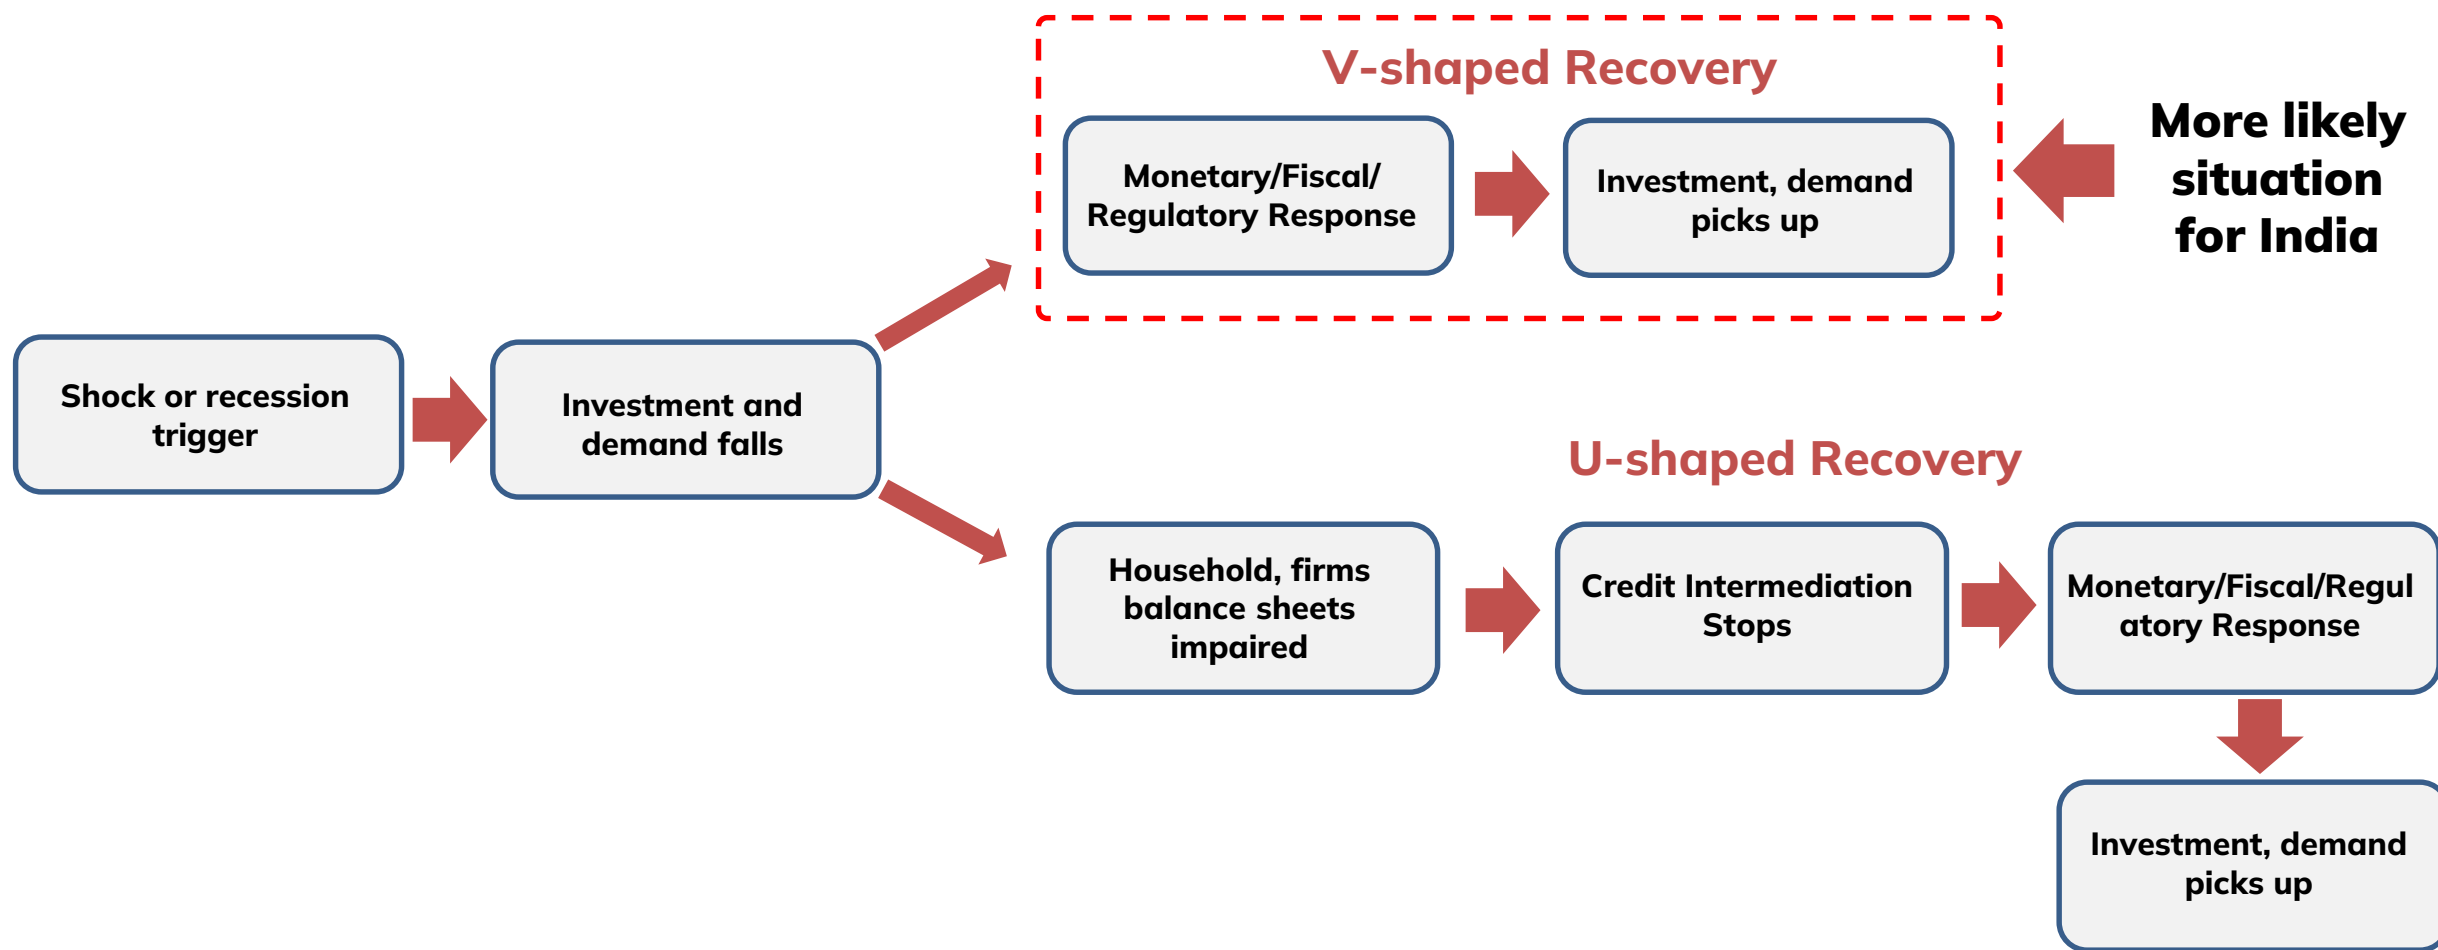 V-shaped Recovery
Monetary/Fiscal/
Regulatory Response
Investment, demand
picks up
More likely
situation
for India
Shock or recession
trigger
Investment and
demand falls
U-shaped Recovery
Household, firms
balance sheets
impaired
Credit Intermediation
Stops
Monetary/Fiscal/Regul
atory Response
Investment, demand
picks up